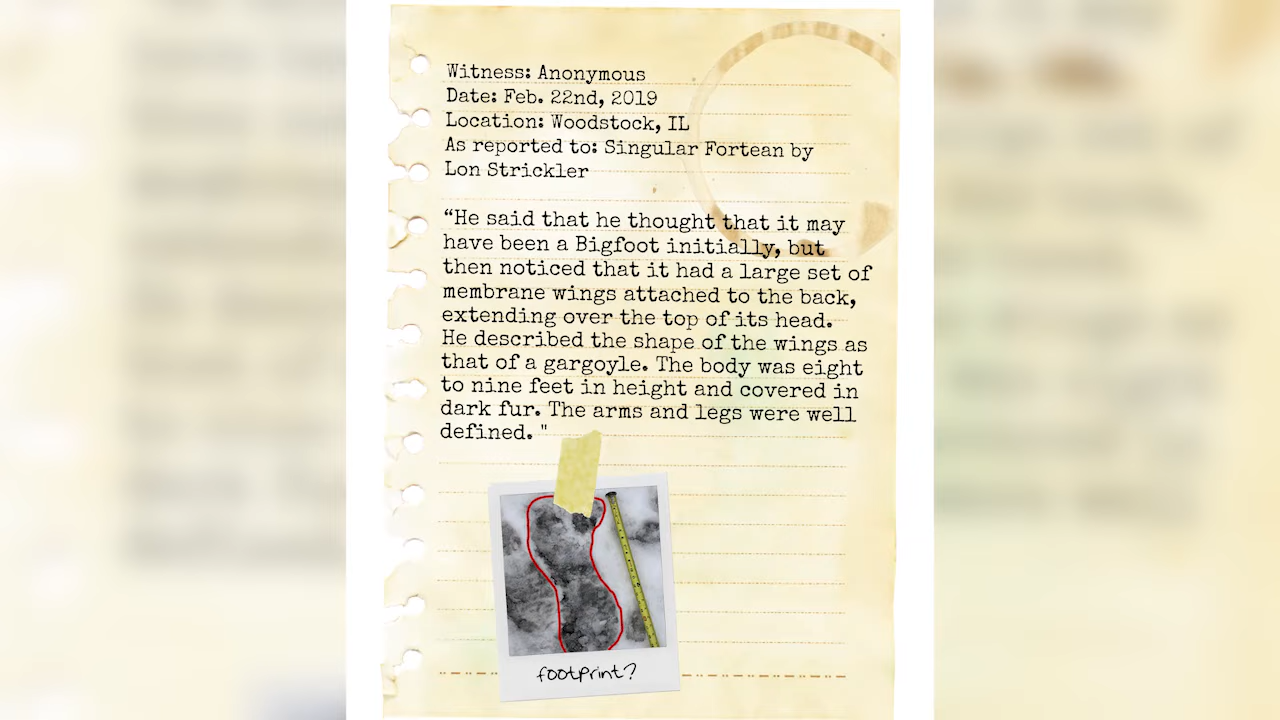 Witness: Anonymous
Date: Feb. 22nd, 2019
Location: Woodstock, IL
As reported to: Singular Fortean by
Lon Strickler
“He said that he thought that it may
have been a Bigfoot initially, but
then noticed that it had a large set of
membrane wings attached to the back,
extending over the top of its head.
He described the shape of the wings as
that of a gargoyle. The body was eight
to nine feet in height and covered in
dark fur. The arms and legs were well
defined. "
footprint?